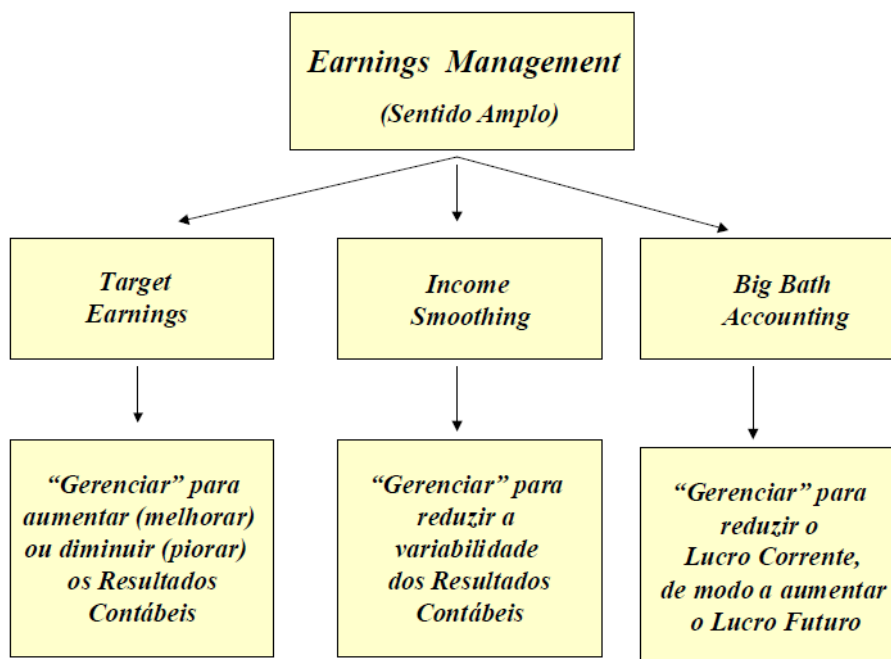 Earnings Management
(Sentido Amplo)
Target
Earnings
Income
Smoothing
Big Bath
Accounting
“Gerenciar” para
aumentar (melhorar)
ou diminuir (piorar)
os Resultados
Contábeis
“Gerenciar” para
reduzir a
variabilidade
dos Resultados
Contábeis
“Gerenciar” para
reduzir o
Lucro Corrente,
de modo a aumentar
o Lucro Futuro